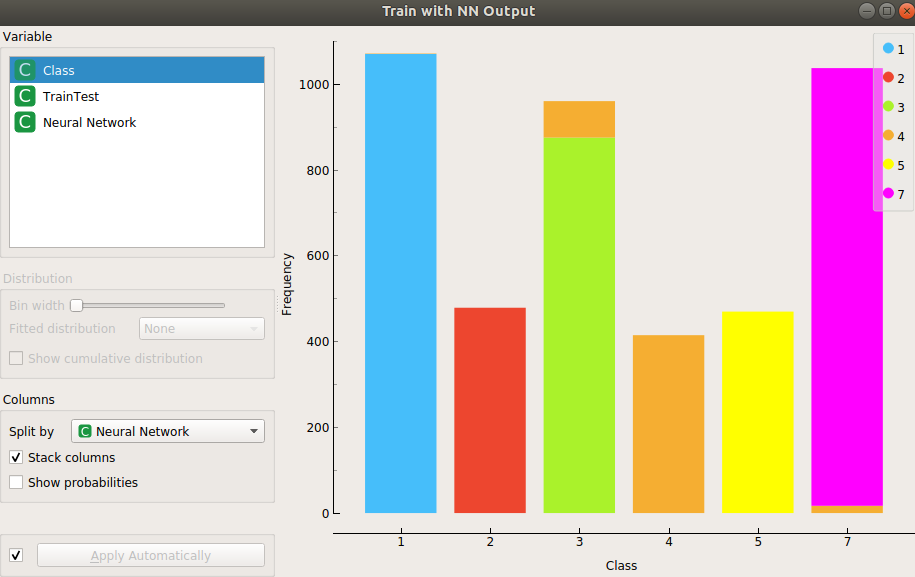 Train with NN Output
Variable
C Class
C TrainTest
C Neural Network
Distribution
Bin width
Fitted distribution None
Show cumulative distribution
Columns
Split by C Neural Network
Stack columns
Show probabilities
Apply Automatically
Frequency
1000
800
600
400
200
0
1 2 3 4 5 7
Class
1
2
3
4
5
7